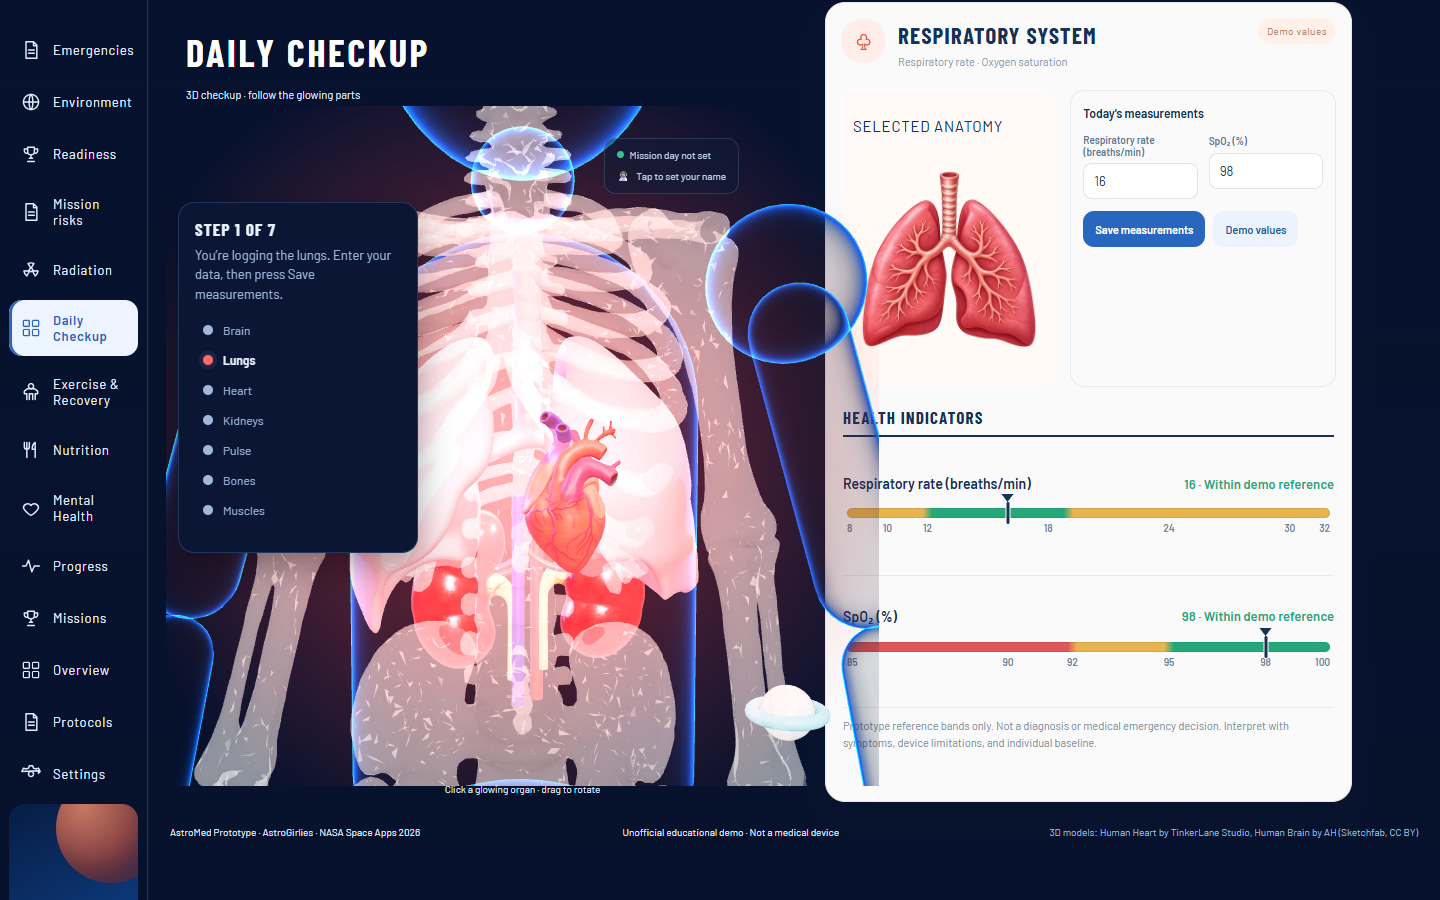 Emergencies
Environment
Readiness
Mission
risks
Radiation
Daily
Checkup
Exercise &
Recovery
Nutrition
Mental
Health
Progress
Missions
Overview
Protocols
Settings
DAILY CHECKUP
3D checkup · follow the glowing parts
Mission day not set
Tap to set your name
STEP 1 OF 7
You're logging the lungs. Enter your
data, then press Save
measurements.
Brain
Lungs
Heart
Kidneys
Pulse
Bones
Muscles
Click a glowing organ · drag to rotate
RESPIRATORY SYSTEM
Respiratory rate · Oxygen saturation
Demo values
SELECTED ANATOMY
Today's measurements
Respiratory rate
(breaths/min)
16
SpO₂ (%)
98
Save measurements
Demo values
HEALTH INDICATORS
Respiratory rate (breaths/min)
16 · Within demo reference
8 10 12 18 24 30 32
SpO₂ (%)
98 · Within demo reference
85 90 92 95 98 100
Prototype reference bands only. Not a diagnosis or medical emergency decision. Interpret with
symptoms, device limitations, and individual baseline.
AstroMed Prototype · AstroGirlies · NASA Space Apps 2026
Unofficial educational demo · Not a medical device
3D models: Human Heart by TinkerLane Studio, Human Brain by AH (Sketchfab, CC BY)